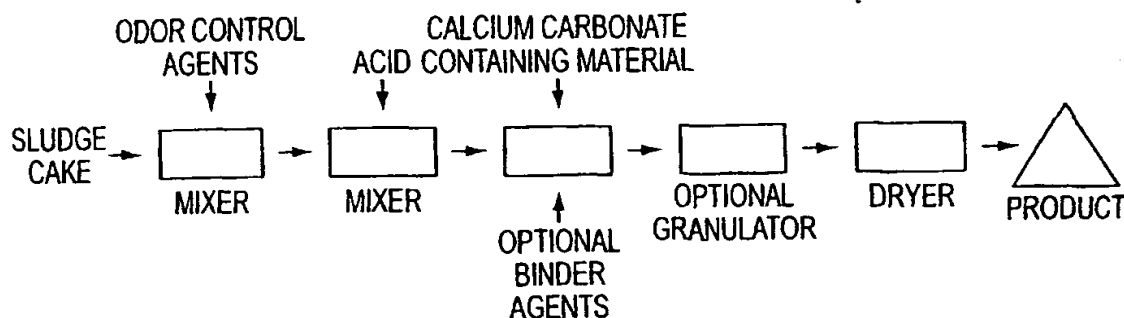 ODOR CONTROL
AGENTS
ACID
CALCIUM CARBONATE
CONTAINING MATERIAL
SLUDGE
CAKE
MIXER
MIXER
OPTIONAL
BINDER
AGENTS
OPTIONAL
GRANULATOR
DRYER
PRODUCT